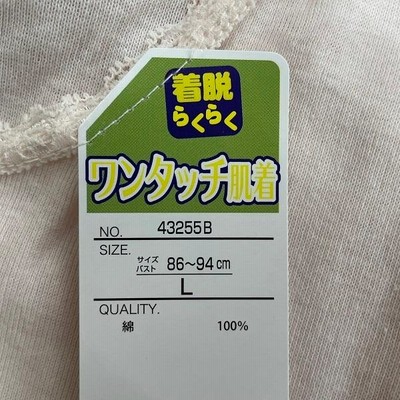 着脱
らくらく
ワンタッチ肌着
NO. 43255B
SIZE. サイズ
バスト 86～94cm
L
QUALITY.
綿 100%